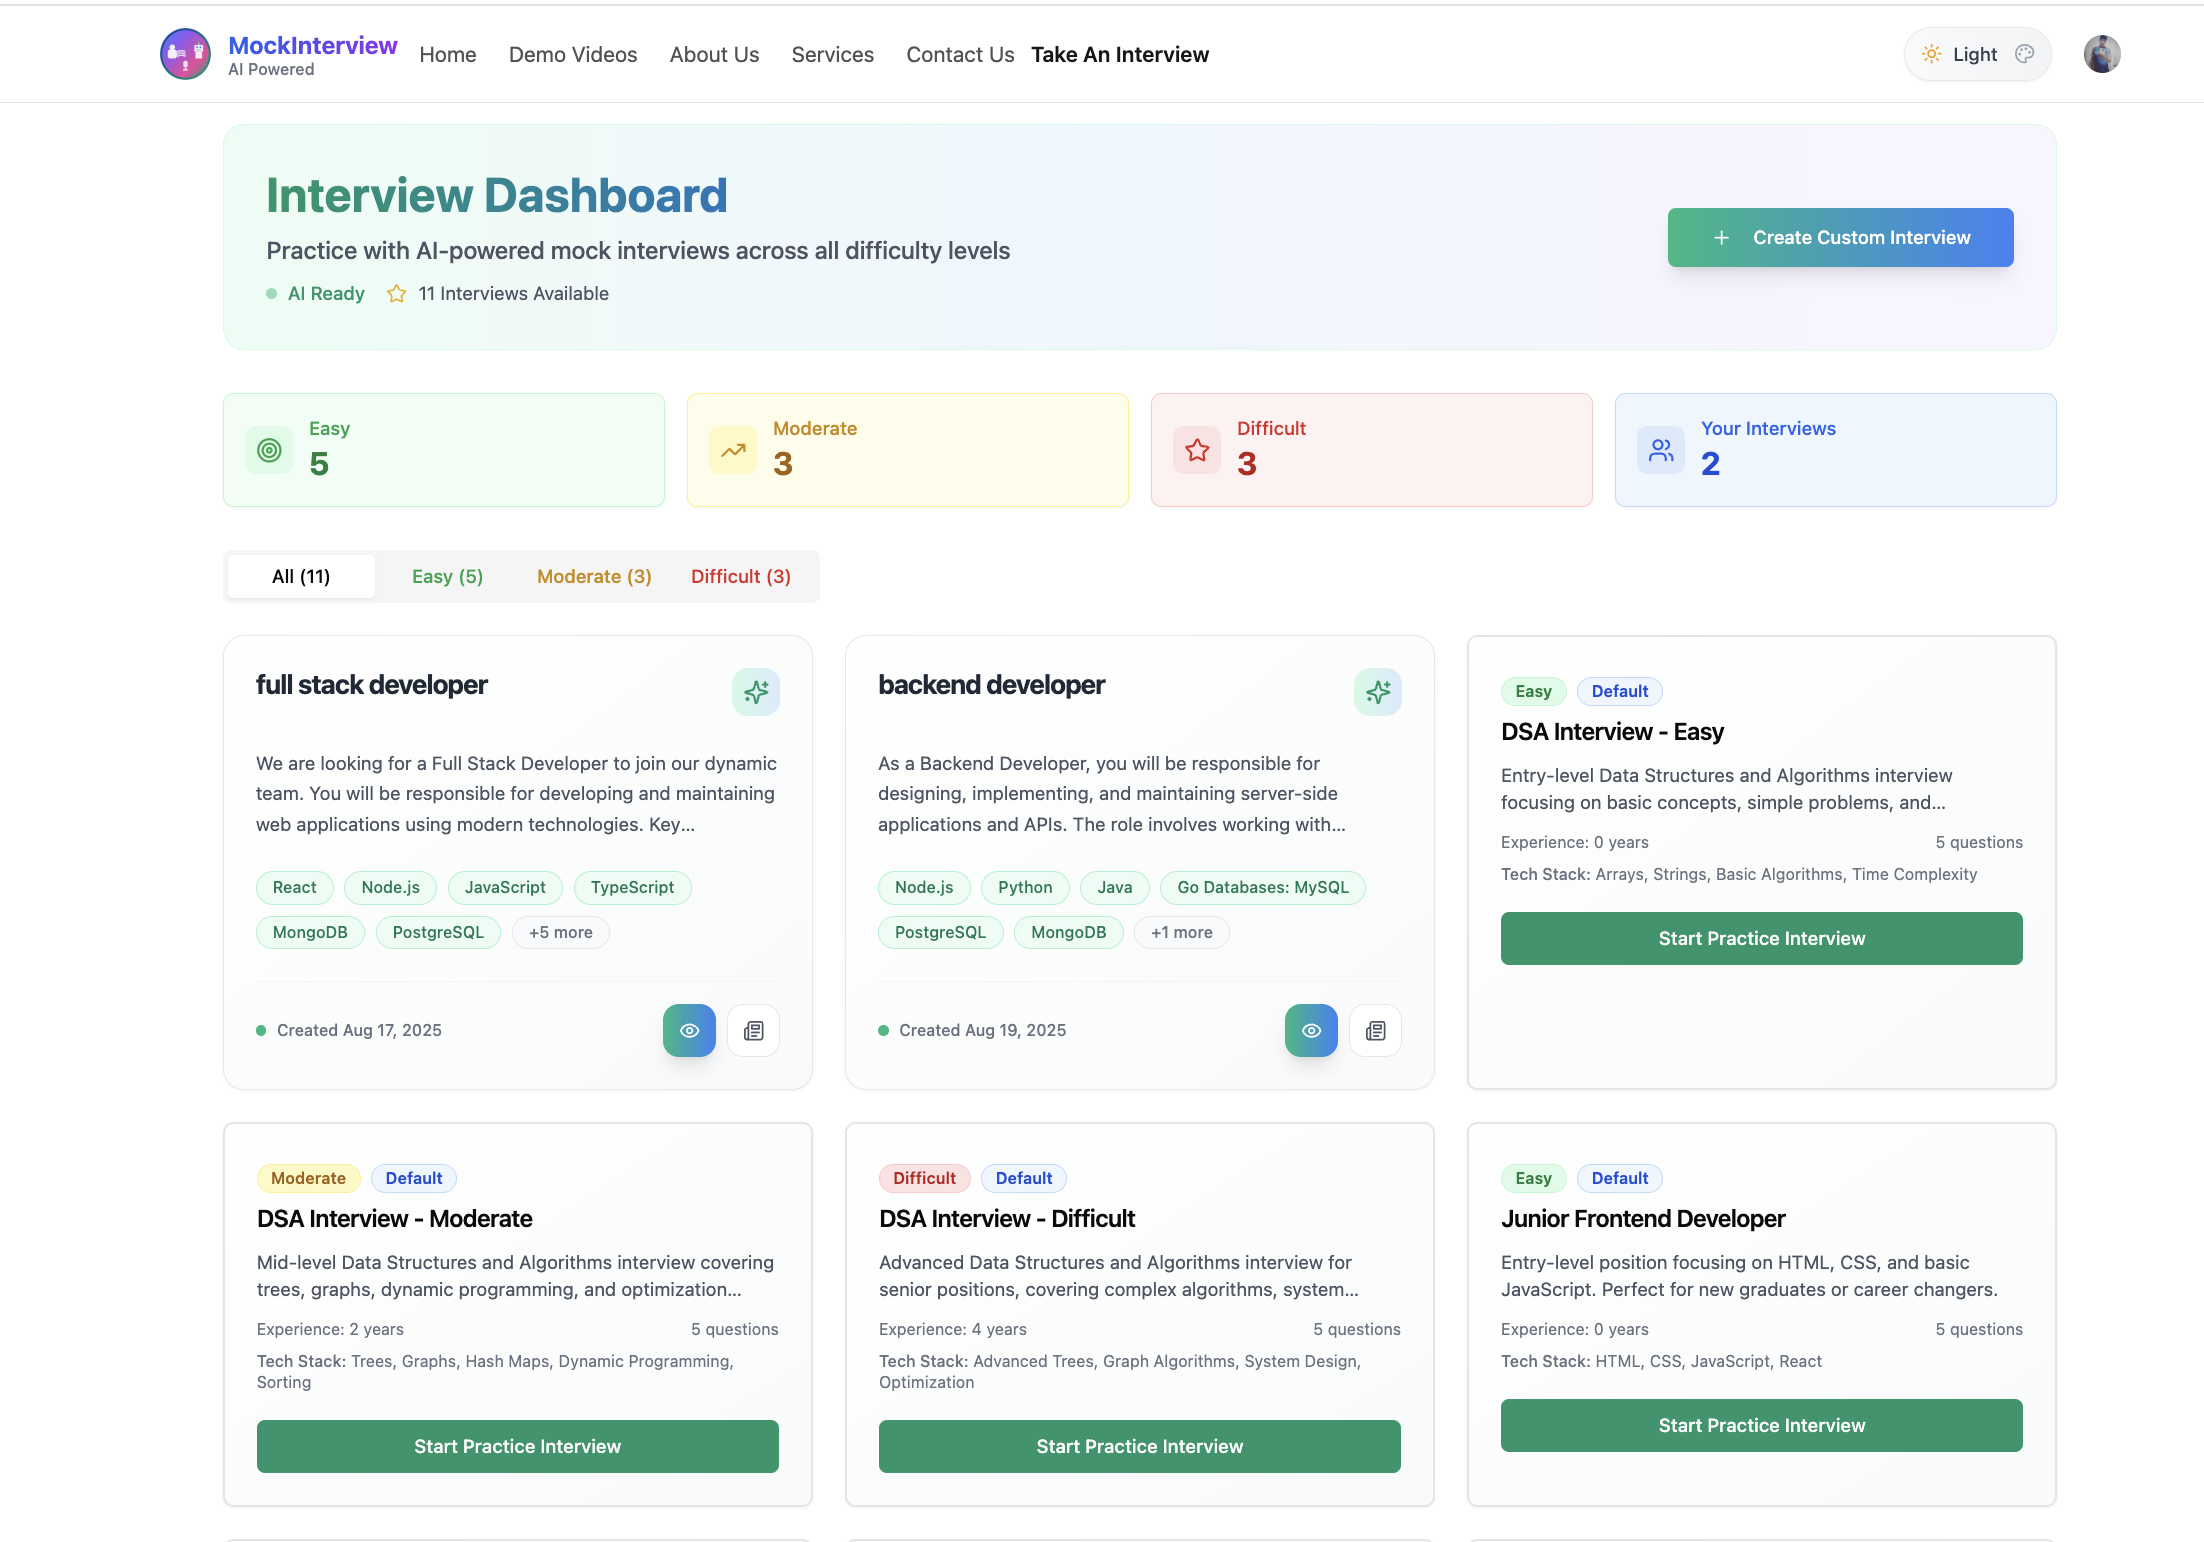 MockInterview
AI Powered
Home
Demo Videos
About Us
Services
Contact Us
Take An Interview
Light
Interview Dashboard
Practice with AI-powered mock interviews across all difficulty levels
AI Ready
11 Interviews Available
+ Create Custom Interview
Easy
5
Moderate
3
Difficult
3
Your Interviews
2
All (11)
Easy (5)
Moderate (3)
Difficult (3)
full stack developer
We are looking for a Full Stack Developer to join our dynamic
team. You will be responsible for developing and maintaining
web applications using modern technologies. Key...
React
Node.js
JavaScript
TypeScript
MongoDB
PostgreSQL
+5 more
Created Aug 17, 2025
backend developer
As a Backend Developer, you will be responsible for
designing, implementing, and maintaining server-side
applications and APIs. The role involves working with...
Node.js
Python
Java
Go Databases: MySQL
PostgreSQL
MongoDB
+1 more
Created Aug 19, 2025
Easy
Default
DSA Interview - Easy
Entry-level Data Structures and Algorithms interview
focusing on basic concepts, simple problems, and...
Experience: 0 years
5 questions
Tech Stack: Arrays, Strings, Basic Algorithms, Time Complexity
Start Practice Interview
Moderate
Default
DSA Interview - Moderate
Mid-level Data Structures and Algorithms interview covering
trees, graphs, dynamic programming, and optimization...
Experience: 2 years
5 questions
Tech Stack: Trees, Graphs, Hash Maps, Dynamic Programming,
Sorting
Start Practice Interview
Difficult
Default
DSA Interview - Difficult
Advanced Data Structures and Algorithms interview for
senior positions, covering complex algorithms, system...
Experience: 4 years
5 questions
Tech Stack: Advanced Trees, Graph Algorithms, System Design,
Optimization
Start Practice Interview
Easy
Default
Junior Frontend Developer
Entry-level position focusing on HTML, CSS, and basic
JavaScript. Perfect for new graduates or career changers.
Experience: 0 years
5 questions
Tech Stack: HTML, CSS, JavaScript, React
Start Practice Interview